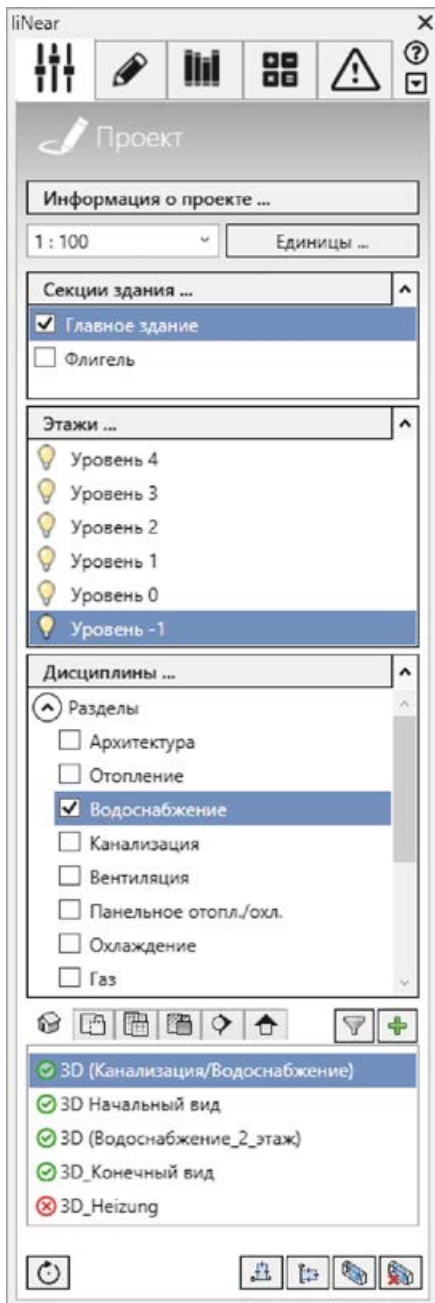 liNear
Проект
Информация о проекте ...
1 : 100
Единицы ...
Секции здания ...
Главное здание
Флигель
Этажи ...
Уровень 4
Уровень 3
Уровень 2
Уровень 1
Уровень 0
Уровень -1
Дисциплины ...
Разделы
Архитектура
Отопление
Водоснабжение
Канализация
Вентиляция
Панельное отопл./охл.
Охлаждение
Газ
3D (Канализация/Водоснабжение)
3D Начальный вид
3D (Водоснабжение_2_этаж)
3D_Конечный вид
3D_Heizung